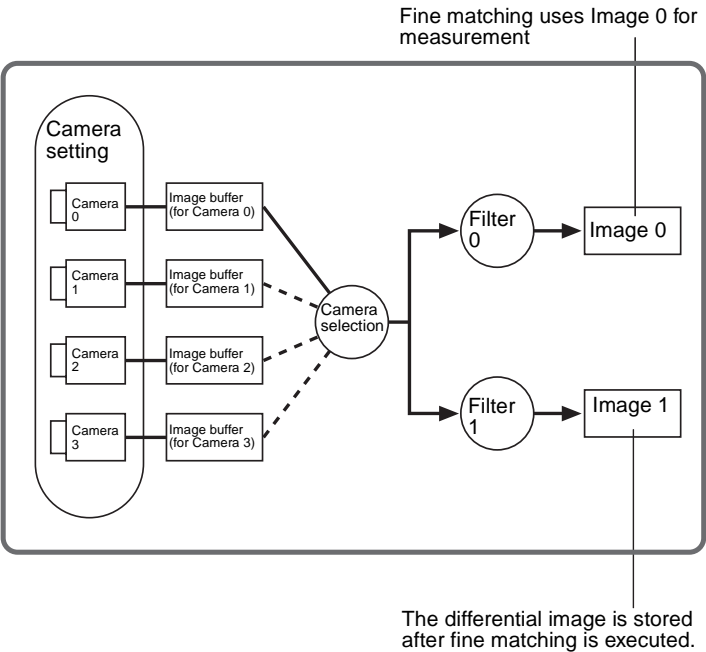 Fine matching uses Image 0 for
measurement
Camera
setting
Camera
0
Image buffer
(for Camera 0)
Camera
1
Image buffer
(for Camera 1)
Camera
2
Image buffer
(for Camera 2)
Camera
3
Image buffer
(for Camera 3)
Camera
selection
Filter
0
Image 0
Filter
1
Image 1
The differential image is stored
after fine matching is executed.